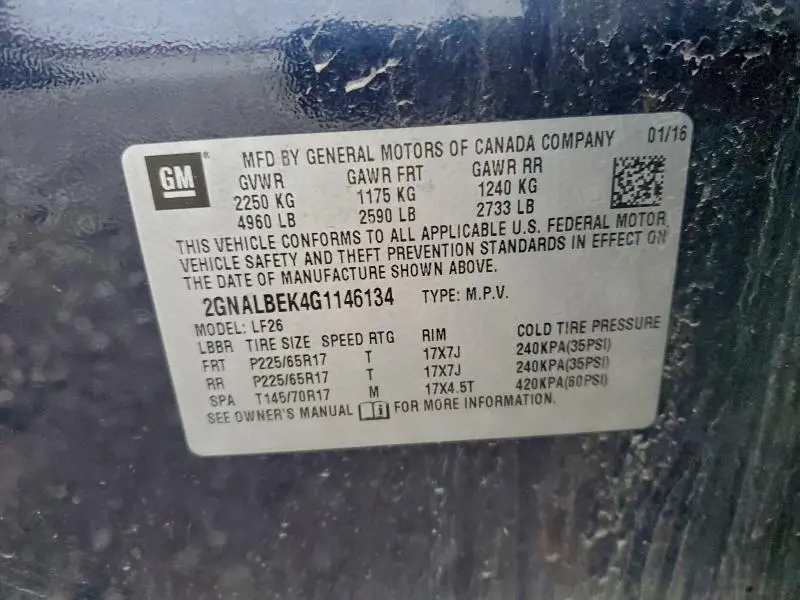 GM ® MFD BY GENERAL MOTORS OF CANADA COMPANY 01/16
GVWR GAWR FRT GAWR RR
2250 KG 1175 KG 1240 KG
4960 LB 2590 LB 2733 LB
THIS VEHICLE CONFORMS TO ALL APPLICABLE U.S. FEDERAL MOTOR
VEHICLE SAFETY AND THEFT PREVENTION STANDARDS IN EFFECT ON
THE DATE OF MANUFACTURE SHOWN ABOVE.
2GNALBEK4G1146134 TYPE: M.P.V.
MODEL: LF26
LBBR TIRE SIZE SPEED RTG RIM COLD TIRE PRESSURE
FRT P225/65R17 T 17X7J 240KPA(35PSI)
RR P225/65R17 T 17X7J 240KPA(35PSI)
SPA T145/70R17 M 17X4.5T 420KPA(60PSI)
SEE OWNER'S MANUAL FOR MORE INFORMATION.